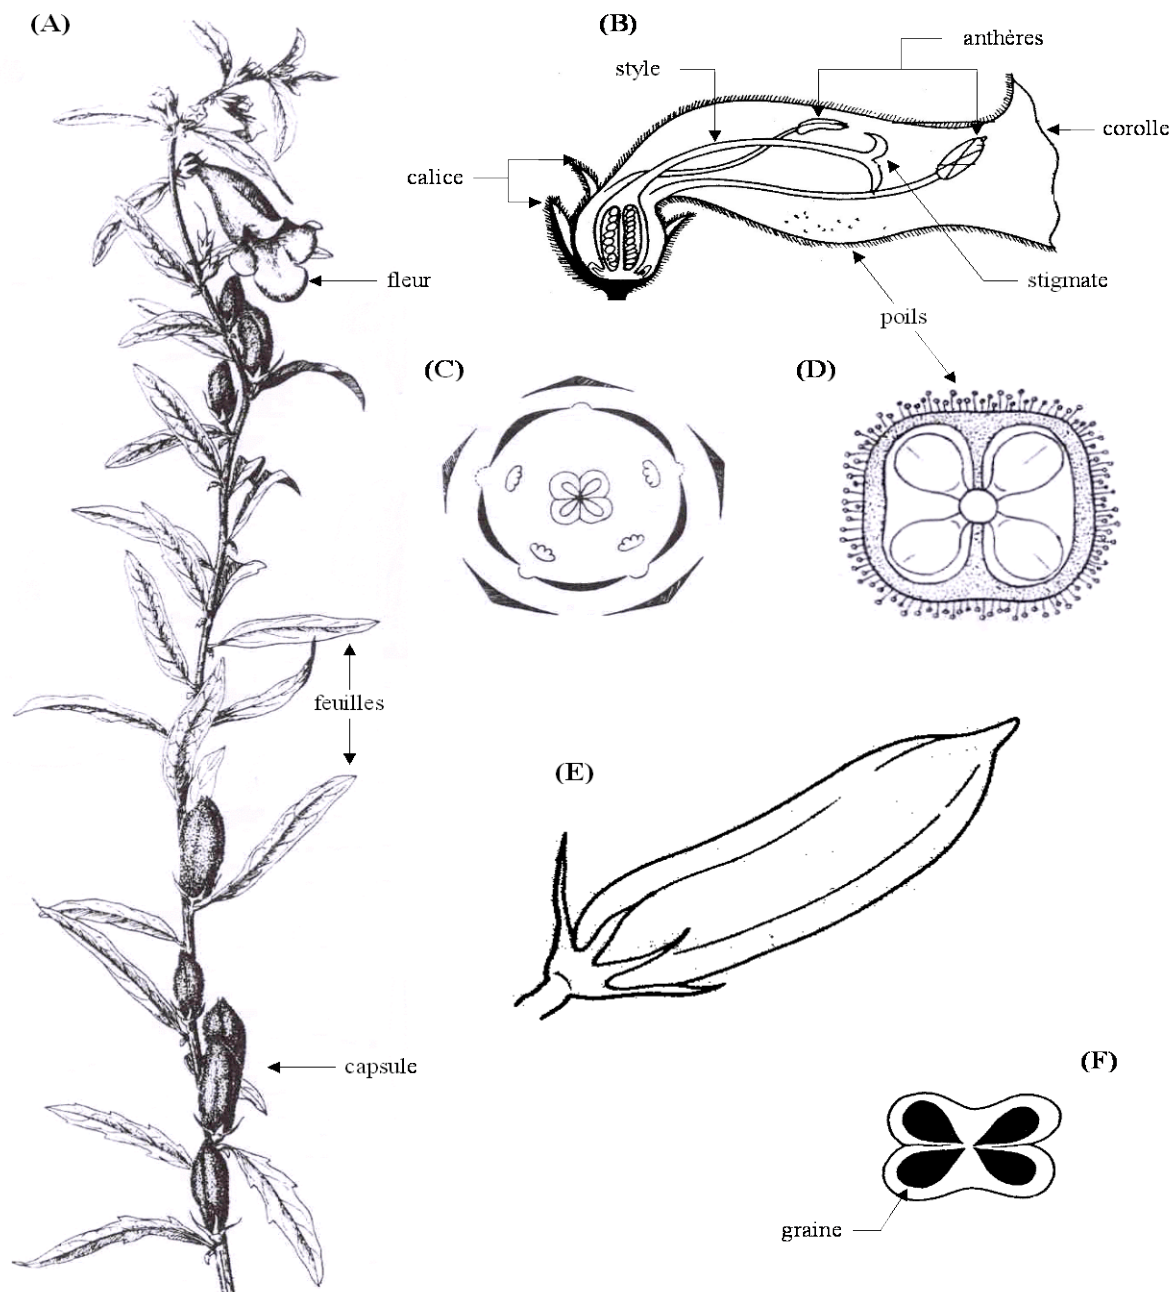 (A)
(B)
anthères
style
corolle
calice
fleur
stigmate
poils
(C)
(D)
feuilles
(E)
capsule
(F)
graine